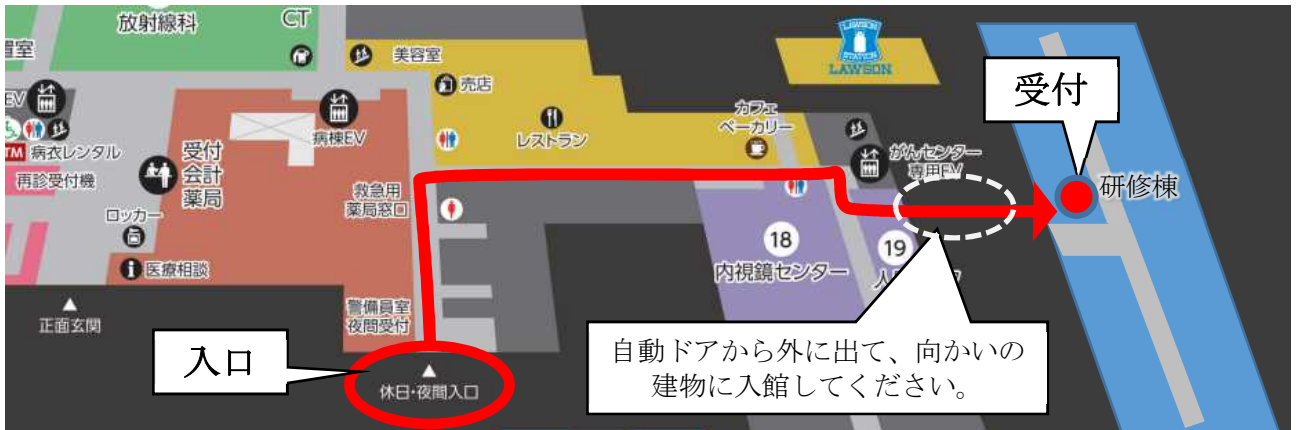 放射線科
CT
置室
美容室
LAWSON
STATION
LAWSON
受付
売店
EV
病棟EV
レストラン
カフェ
ベーカリー
がんセンター
専用EV
TM 病衣レンタル
再診受付機
受付
会計
薬局
救急用
薬局窓口
研修棟
ロッカー
医療相談
18
内視鏡センター
19
正面玄関
警備員室
夜間受付
入口
休日・夜間入口
自動ドアから外に出て、向かいの
建物に入館してください。